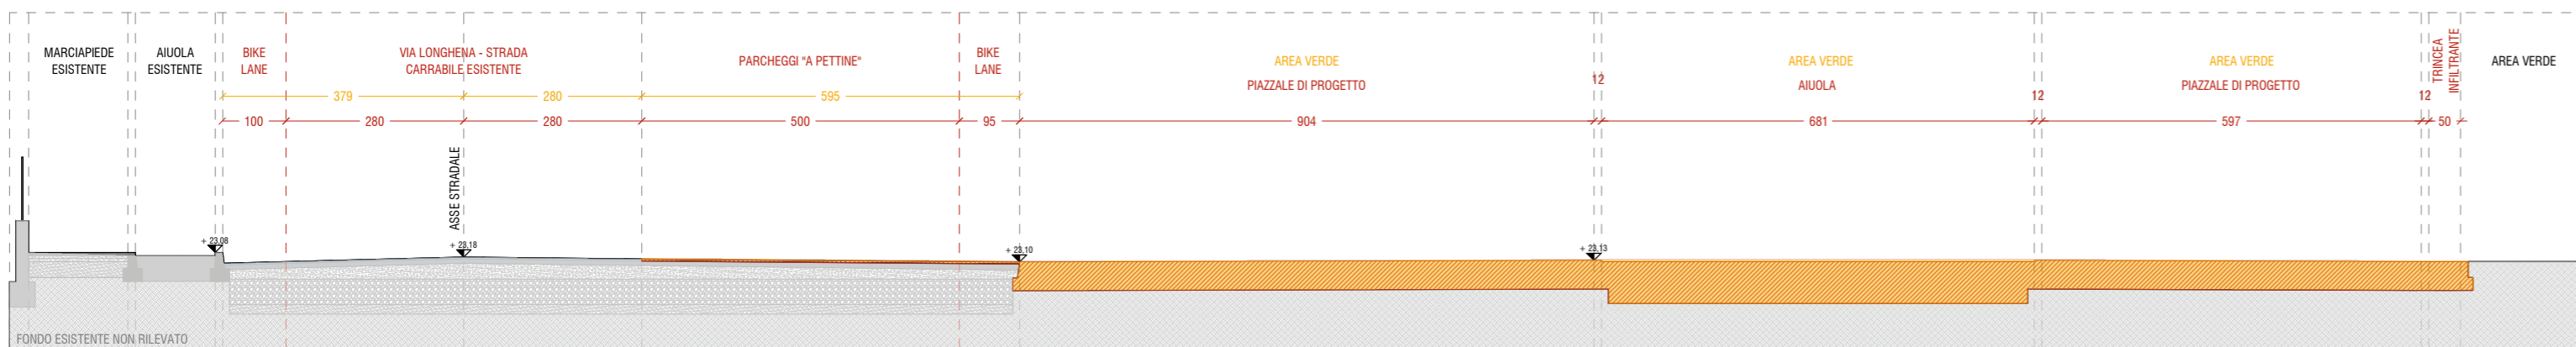 MARCIAPIEDE
ESISTENTE
AIUOLA
ESISTENTE
BIKE
LANE
VIA LONGHENA - STRADA
CARRABILE ESISTENTE
PARCHEGGI "A PETTINE"
BIKE
LANE
AREA VERDE
PIAZZALE DI PROGETTO
12
AREA VERDE
AIUOLA
12
AREA VERDE
PIAZZALE DI PROGETTO
12
TRINCEA
INFILTRANTE
AREA VERDE
379
280
595
100
280
280
500
95
904
681
597
50
ASSE STRADALE
+ 23.08
+ 23.18
+ 23.10
+ 23.13
FONDO ESISTENTE NON RILEVATO